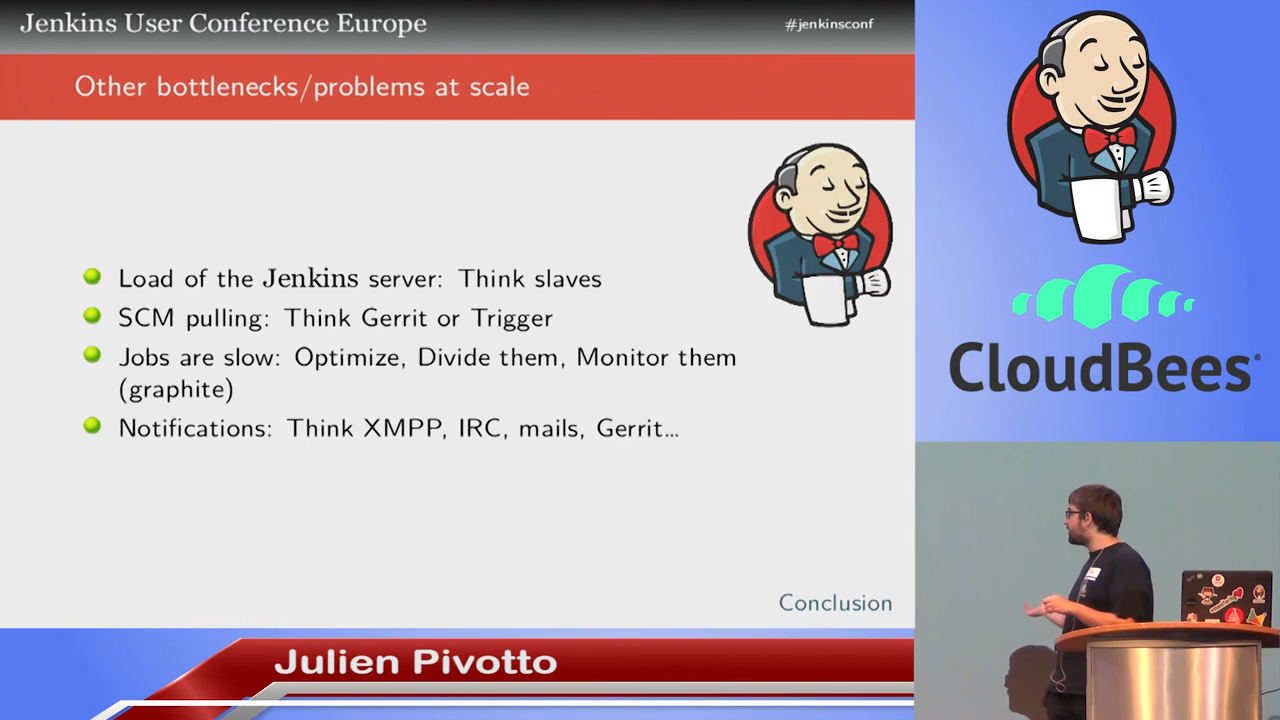 Jenkins User Conference Europe
#jenkinsconf
Other bottlenecks/problems at scale
Load of the Jenkins server: Think slaves
SCM pulling: Think Gerrit or Trigger
Jobs are slow: Optimize, Divide them, Monitor them
(graphite)
Notifications: Think XMPP, IRC, mails, Gerrit...
Conclusion
CloudBees
Julien Pivotto